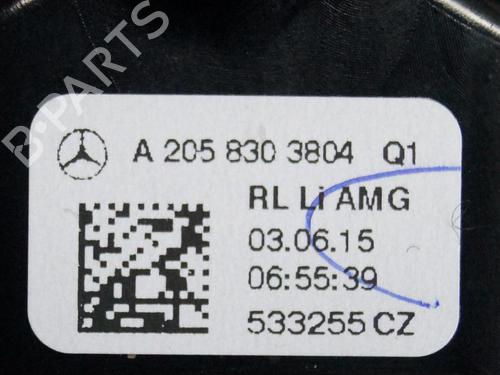 B-PARTS
A 205 830 3804 Q1
RL Li AMG
03.06.15
06:55:39
533255 CZ